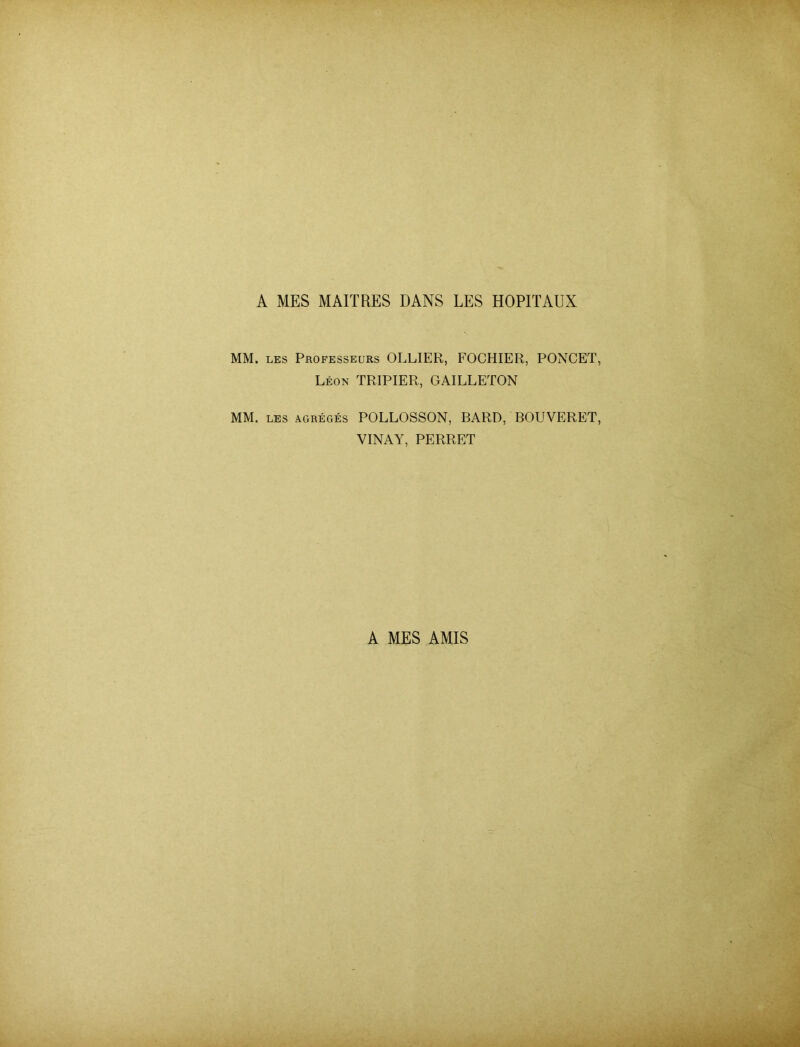 A MES MAITRES DANS LES HOPITAUX
MM. LES PROFESSEURS OLLIER, FOCHIER, PONCET,
LÉON TRIPIER, GAILLETON
MM. LES AGRÉGÉS POLLOSSON, BARD, BOUVERET,
VINAY, PERRET
A MES AMIS